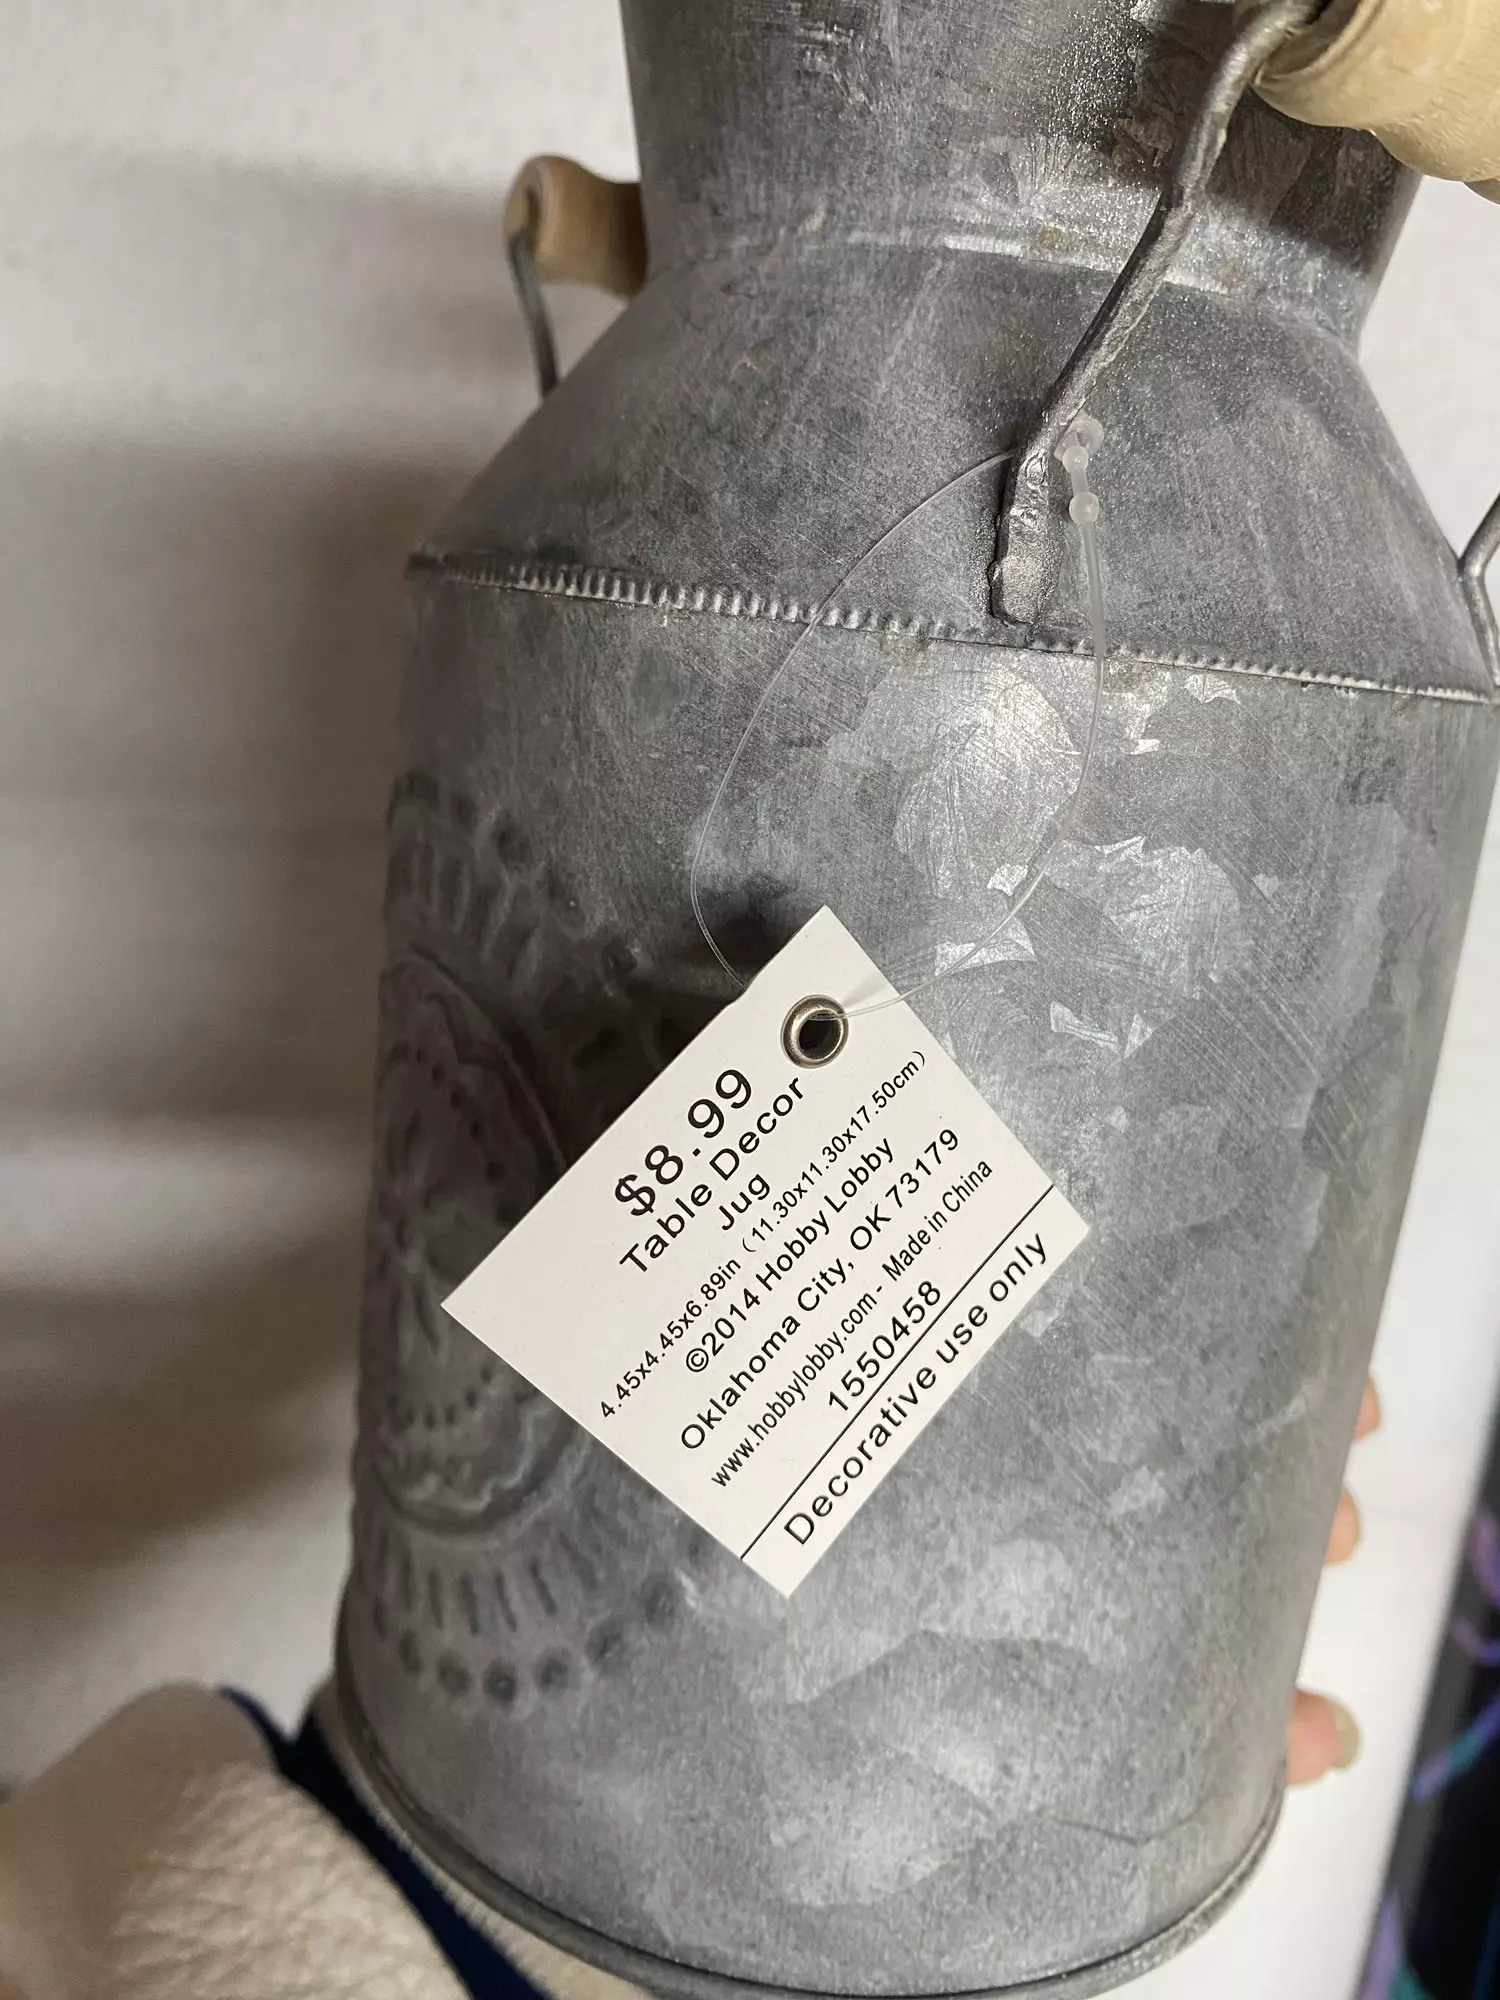 $8.99
Table Decor
Jug
4.45x4.45x6.89in (11.30x11.30x17.50cm)
©2014 Hobby Lobby
Oklahoma City, OK 73179
www.hobbylobby.com - Made in China
1550458
Decorative use only